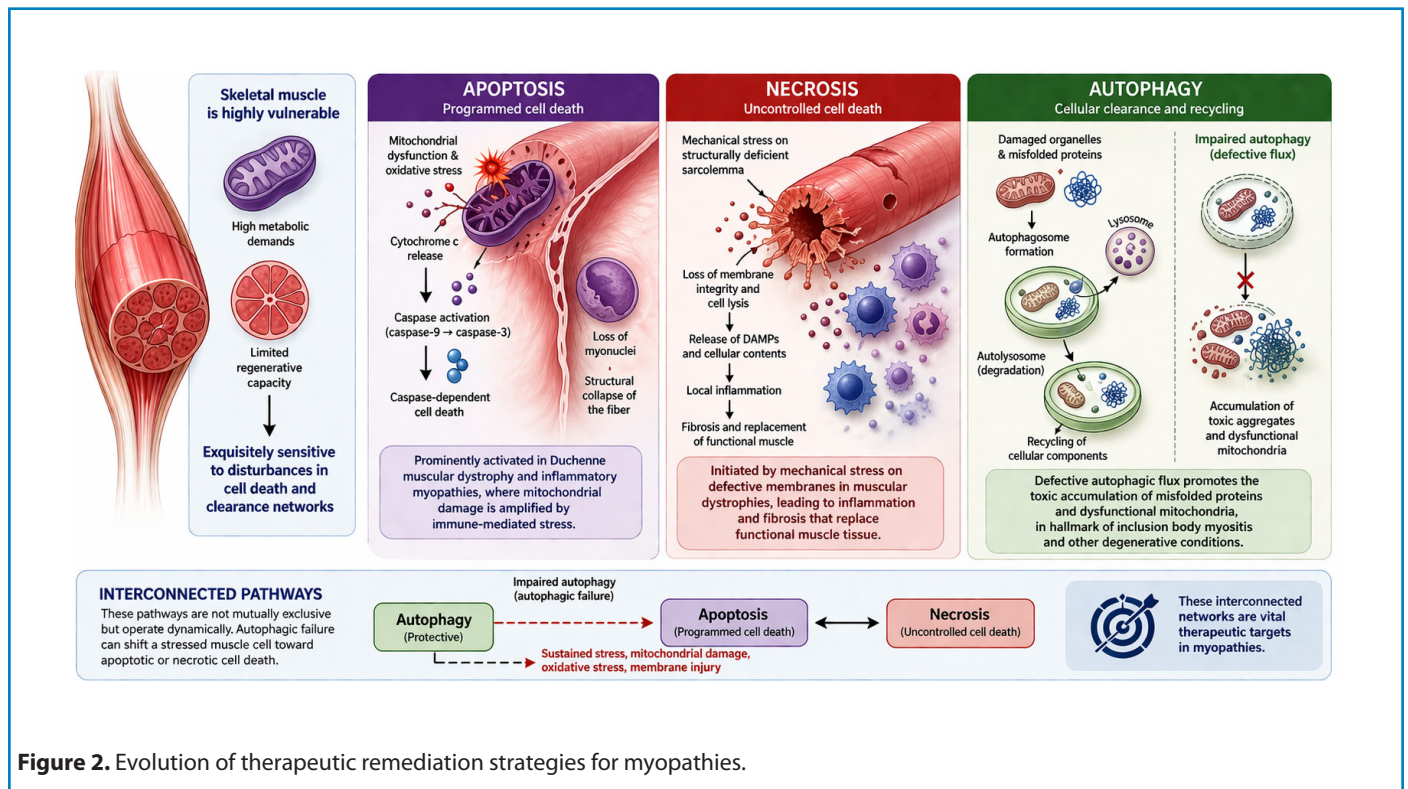 Skeletal muscle
is highly vulnerable
High metabolic
demands
Limited
regenerative
capacity
Exquisitely sensitive
to disturbances in
cell death and
clearance networks
APOPTOSIS
Programmed cell death
Mitochondrial
dysfunction &
oxidative stress
Cytochrome c
release
Caspase activation
(caspase-9 → caspase-3)
Caspase-dependent
cell death
Loss of
myonuclei
Structural
collapse of
the fiber
Prominently activated in Duchenne
muscular dystrophy and inflammatory
myopathies, where mitochondrial
damage is amplified by
immune-mediated stress.
NECROSIS
Uncontrolled cell death
Mechanical stress on
structurally deficient
sarcolemma
Loss of membrane
integrity and
cell lysis
Release of DAMPs
and cellular contents
Local inflammation
Fibrosis and replacement
of functional muscle
Initiated by mechanical stress on
defective membranes in muscular
dystrophies, leading to inflammation
and fibrosis that replace
functional muscle tissue.
AUTOPHAGY
Cellular clearance and recycling
Damaged organelles
& misfolded proteins
Lysosome
Autophagosome
formation
Autolysosome
(degradation)
Recycling of
cellular components
Impaired autophagy
(defective flux)
Accumulation of
toxic aggregates
and dysfunctional
mitochondria
Defective autophagic flux promotes the
toxic accumulation of misfolded proteins
and dysfunctional mitochondria,
in hallmark of inclusion body myositis
and other degenerative conditions.
INTERCONNECTED PATHWAYS
These pathways are not mutually exclusive
but operate dynamically. Autophagic failure
can shift a stressed muscle cell toward
apoptotic or necrotic cell death.
Autophagy
(Protective)
Impaired autophagy
(autophagic failure)
Sustained stress, mitochondrial damage,
oxidative stress, membrane injury
Apoptosis
(Programmed cell death)
Necrosis
(Uncontrolled cell death)
These interconnected
networks are vital
therapeutic targets
in myopathies.
Figure 2. Evolution of therapeutic remediation strategies for myopathies.